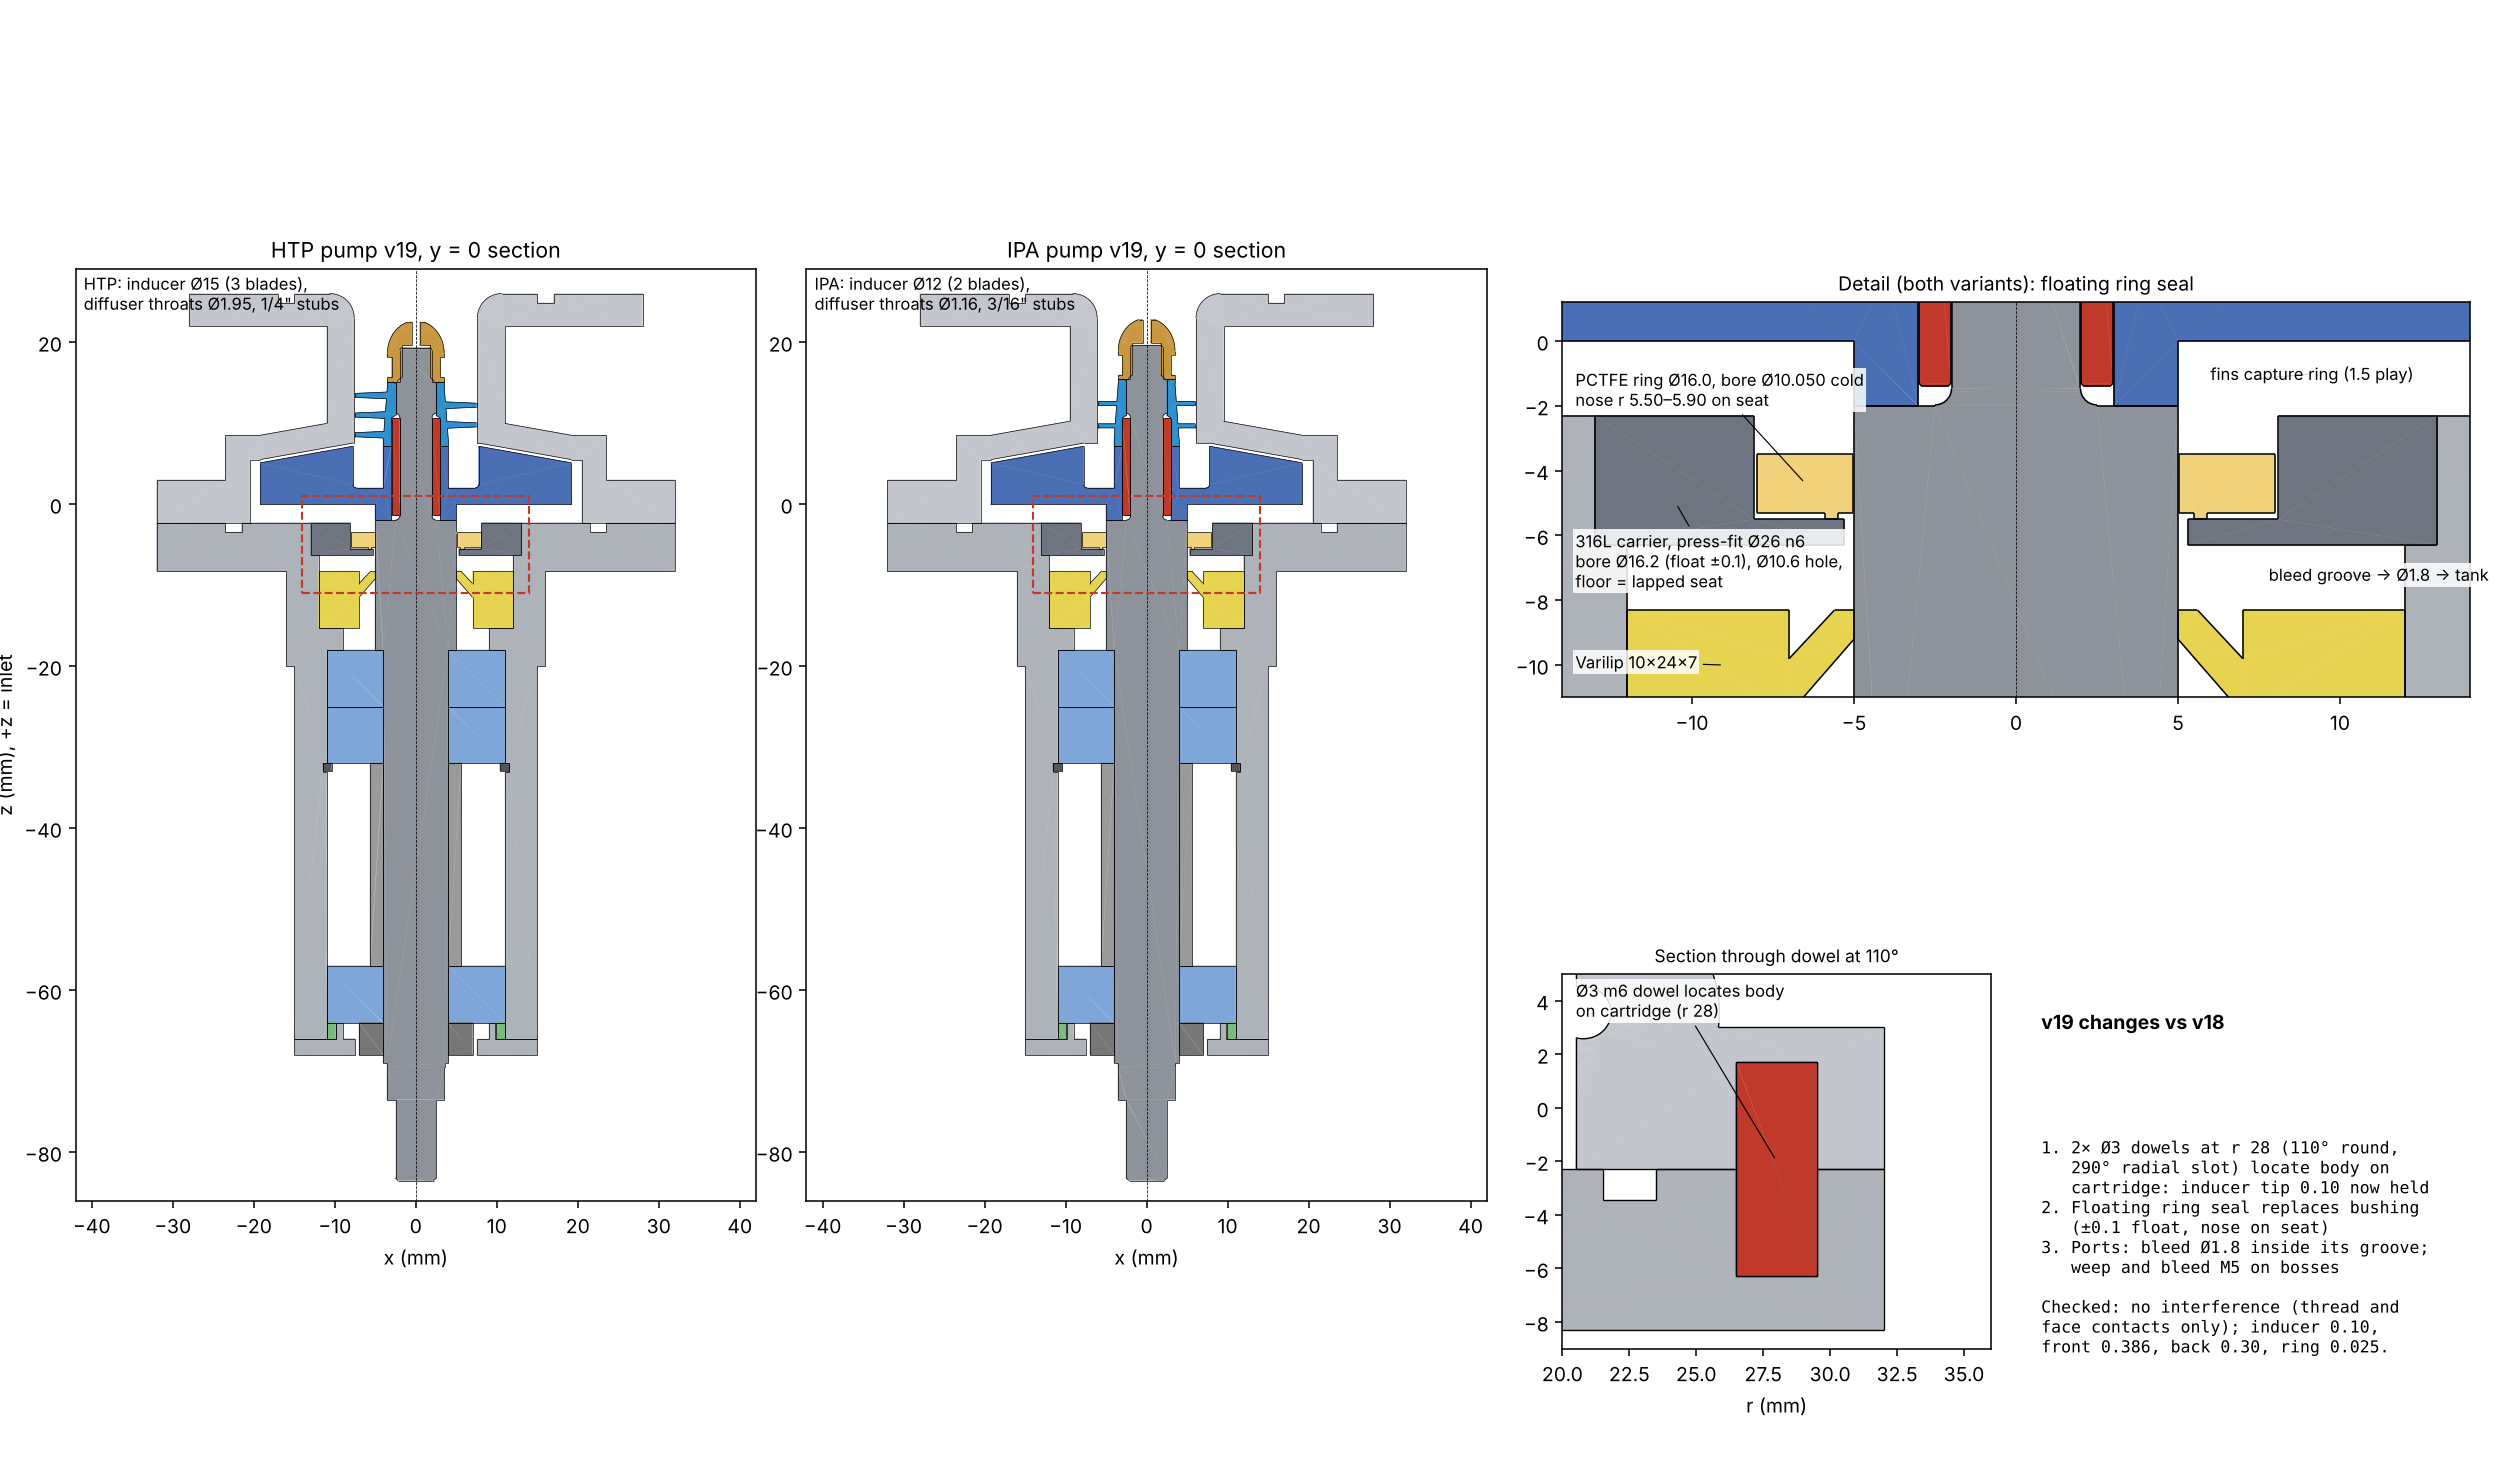 HTP pump v19, y = 0 section
HTP: inducer Ø15 (3 blades),
diffuser throats Ø1.95, 1/4" stubs
20
0
−20
−40
−60
−80
z (mm), +z = inlet
−40 −30 −20 −10 0 10 20 30 40
x (mm)
IPA pump v19, y = 0 section
IPA: inducer Ø12 (2 blades),
diffuser throats Ø1.16, 3/16" stubs
20
0
−20
−40
−60
−80
−40 −30 −20 −10 0 10 20 30 40
x (mm)
Detail (both variants): floating ring seal
0
−2
−4
−6
−8
−10
PCTFE ring Ø16.0, bore Ø10.050 cold
nose r 5.50–5.90 on seat
fins capture ring (1.5 play)
316L carrier, press-fit Ø26 n6
bore Ø16.2 (float ±0.1), Ø10.6 hole,
floor = lapped seat
bleed groove → Ø1.8 → tank
Varilip 10×24×7
−10 −5 0 5 10
Section through dowel at 110°
Ø3 m6 dowel locates body
on cartridge (r 28)
4
2
0
−2
−4
−6
−8
20.0 22.5 25.0 27.5 30.0 32.5 35.0
r (mm)
v19 changes vs v18
1. 2× Ø3 dowels at r 28 (110° round,
290° radial slot) locate body on
cartridge: inducer tip 0.10 now held
2. Floating ring seal replaces bushing
(±0.1 float, nose on seat)
3. Ports: bleed Ø1.8 inside its groove;
weep and bleed M5 on bosses
Checked: no interference (thread and
face contacts only); inducer 0.10,
front 0.386, back 0.30, ring 0.025.